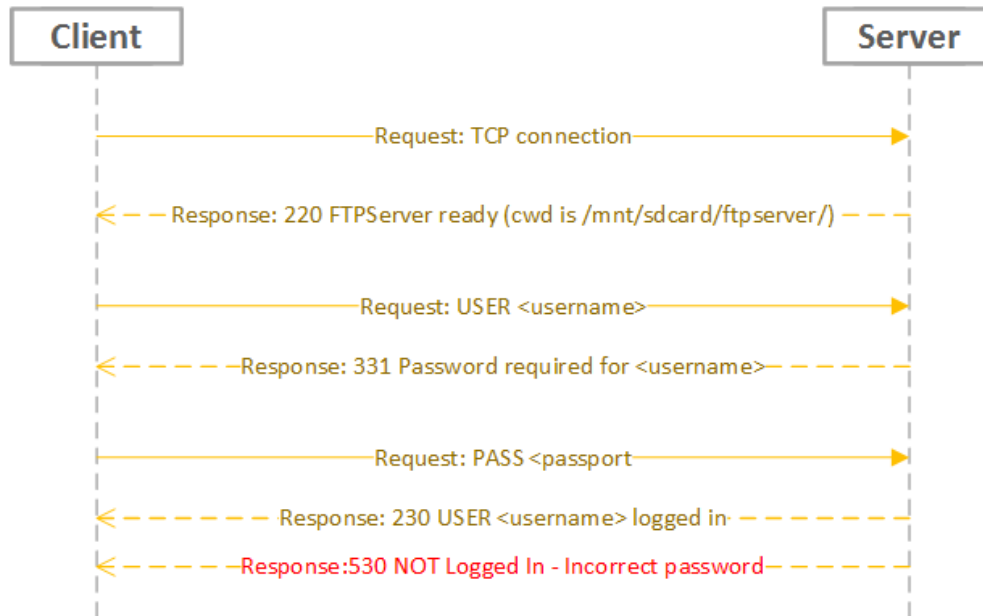 Client
Server
Request: TCP connection
Response: 220 FTPServer ready (cwd is /mnt/sdcard/ftpserver/)
Request: USER <username>
Response: 331 Password required for <username>
Request: PASS <passport
Response: 230 USER <username> logged in
Response:530 NOT Logged In - Incorrect password